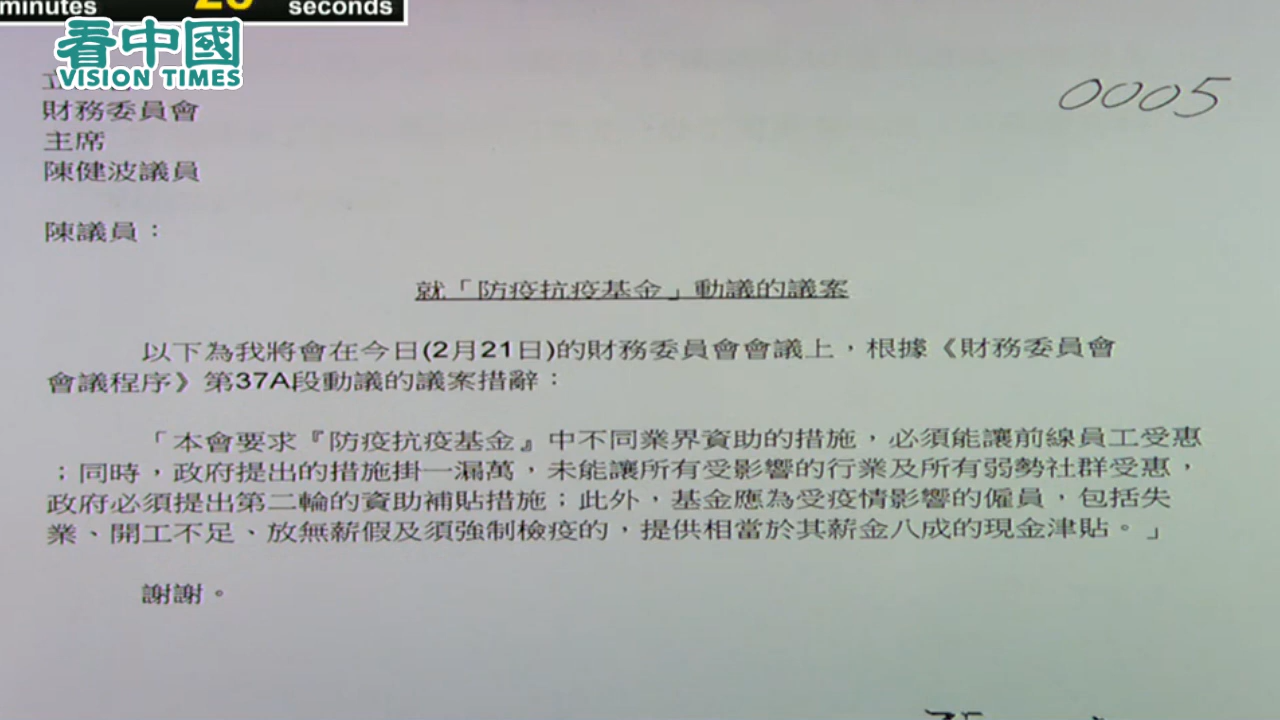 minutes seconds
看中國
VISION TIMES
0005
財務委員會
主席
陳健波議員
陳議員：
就「防疫抗疫基金」動議的議案
以下為我將會在今日(2月21日)的財務委員會會議上，根據《財務委員會
會議程序》第37A段動議的議案措辭：
「本會要求『防疫抗疫基金』中不同業界資助的措施，必須能讓前線員工受惠
；同時，政府提出的措施掛一漏萬，未能讓所有受影響的行業及所有弱勢社群受惠，
政府必須提出第二輪的資助補貼措施；此外，基金應為受疫情影響的僱員，包括失
業、開工不足、放無薪假及須強制檢疫的，提供相當於其薪金八成的現金津貼。」
謝謝。